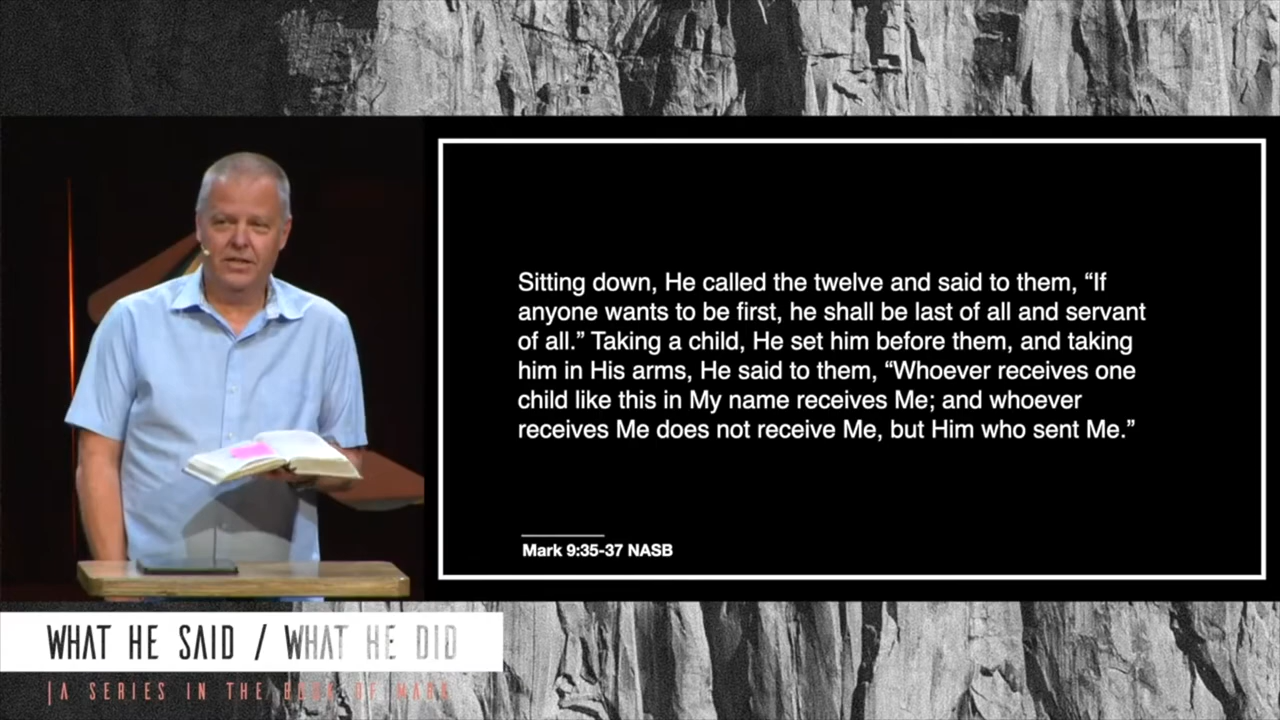 Sitting down, He called the twelve and said to them, “If
anyone wants to be first, he shall be last of all and servant
of all.” Taking a child, He set him before them, and taking
him in His arms, He said to them, “Whoever receives one
child like this in My name receives Me; and whoever
receives Me does not receive Me, but Him who sent Me.”
Mark 9:35-37 NASB
WHAT HE SAID / WHAT HE DID
|A SERIES IN THE BOOK OF MARK